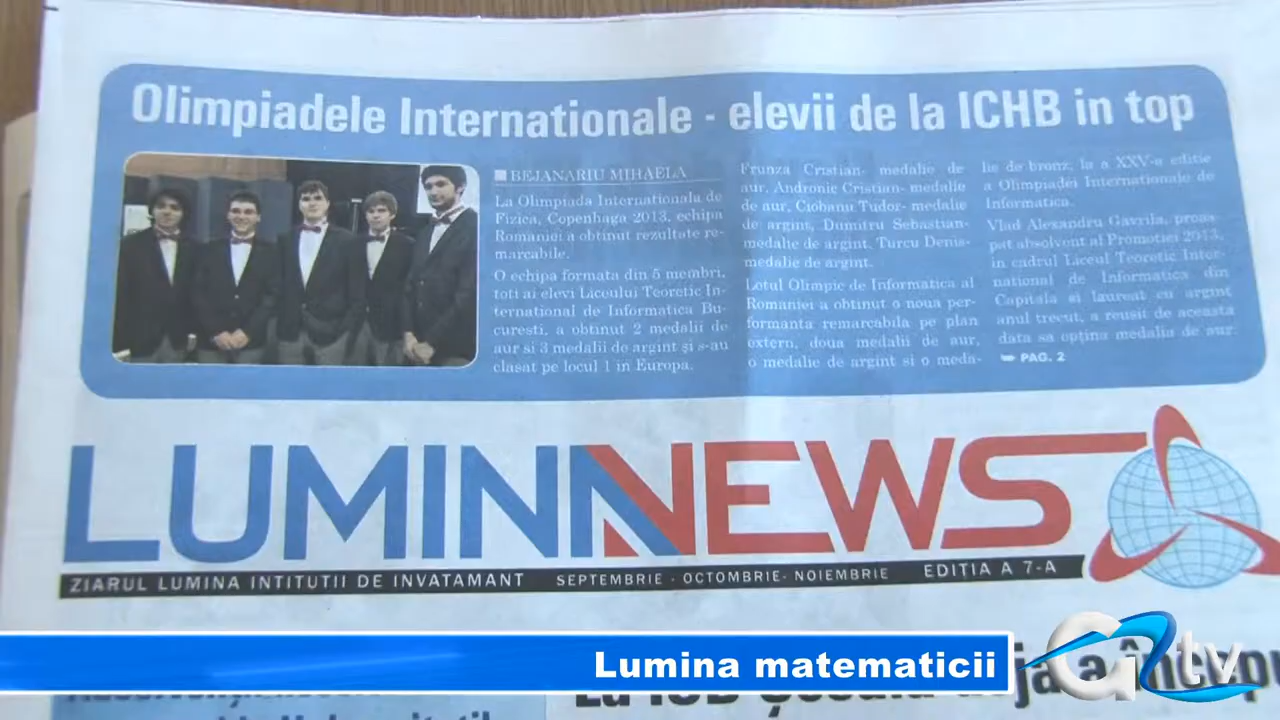 Olimpiadele Internationale - elevii de la ICHB in top
BEJANARIU MIHAELA
La Olimpiada Internationala de
Fizica, Copenhaga 2013, echipa
Romaniei a obtinut rezultate re-
marcabile.
O echipa formata din 5 membri,
toti ai elevi Liceului Teoretic In-
ternational de Informatica Bu-
curesti, a obtinut 2 medalii de
aur si 3 medalii de argint şi s-au
clasat pe locul 1 in Europa.
Frunza Cristian- medalie de
aur, Andronic Cristian- medalie
de aur, Ciobanu Tudor- medalie
de argint, Dumitru Sebastian-
medalie de argint, Turcu Denis-
medalie de argint.
Lotul Olimpic de Informatica al
Romaniei a obtinut o noua per-
formanta remarcabila pe plan
extern, doua medalii de aur,
o medalie de argint si o meda-
lie de bronz, la a XXV-a editie
a Olimpiadei Internationale de
Informatica.
Vlad Alexandru Gavrila, proas-
pat absolvent al Promotiei 2013,
in cadrul Liceul Teoretic Inter-
national de Informatica din
Capitala si laureat cu argint
anul trecut, a reusit de aceasta
data sa opţina medalia de aur.
PAG. 2
LUMINANEWS
ZIARUL LUMINA INTITUTII DE INVATAMANT SEPTEMBRIE - OCTOMBRIE- NOIEMBRIE EDIŢIA A 7-A
Lumina matematicii
G2 tv